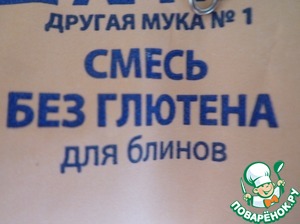 ДРУГАЯ МУКА № 1
СМЕСЬ
БЕЗ ГЛЮТЕНА
для блинов
ПОВАРЁНОК.РУ